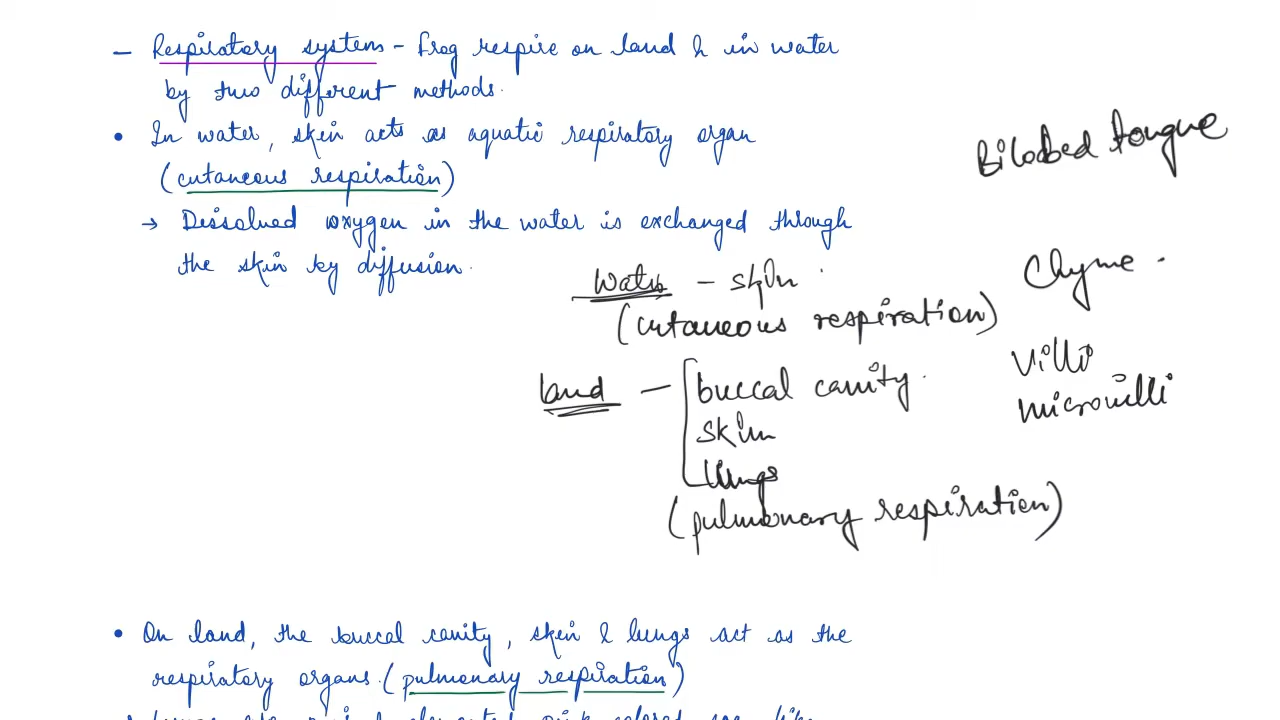 – Respiratory system – Frog respire on land & in water
by two different methods.
• In water, skin acts as aquatic respiratory organ
(cutaneous respiration)
→ Dissolved oxygen in the water is exchanged through
the skin by diffusion.
Bilobed tongue
Water – skin
(cutaneous respiration)
Chyme.
land – buccal cavity.
skin
lungs
(pulmonary respiration)
Villi
microvilli
• On land, the buccal cavity, skin & lungs act as the
respiratory organs. (pulmonary respiration)